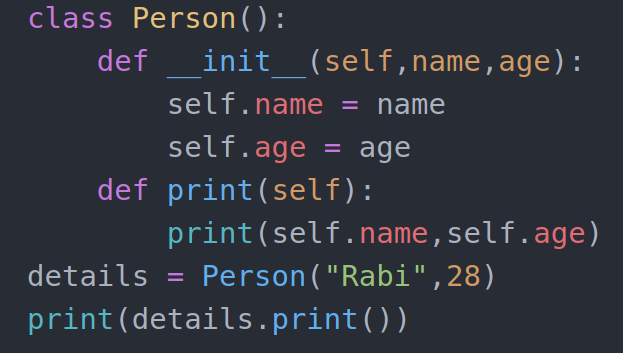 class Person():
    def __init__(self,name,age):
        self.name = name
        self.age = age
    def print(self):
        print(self.name,self.age)
details = Person("Rabi",28)
print(details.print())